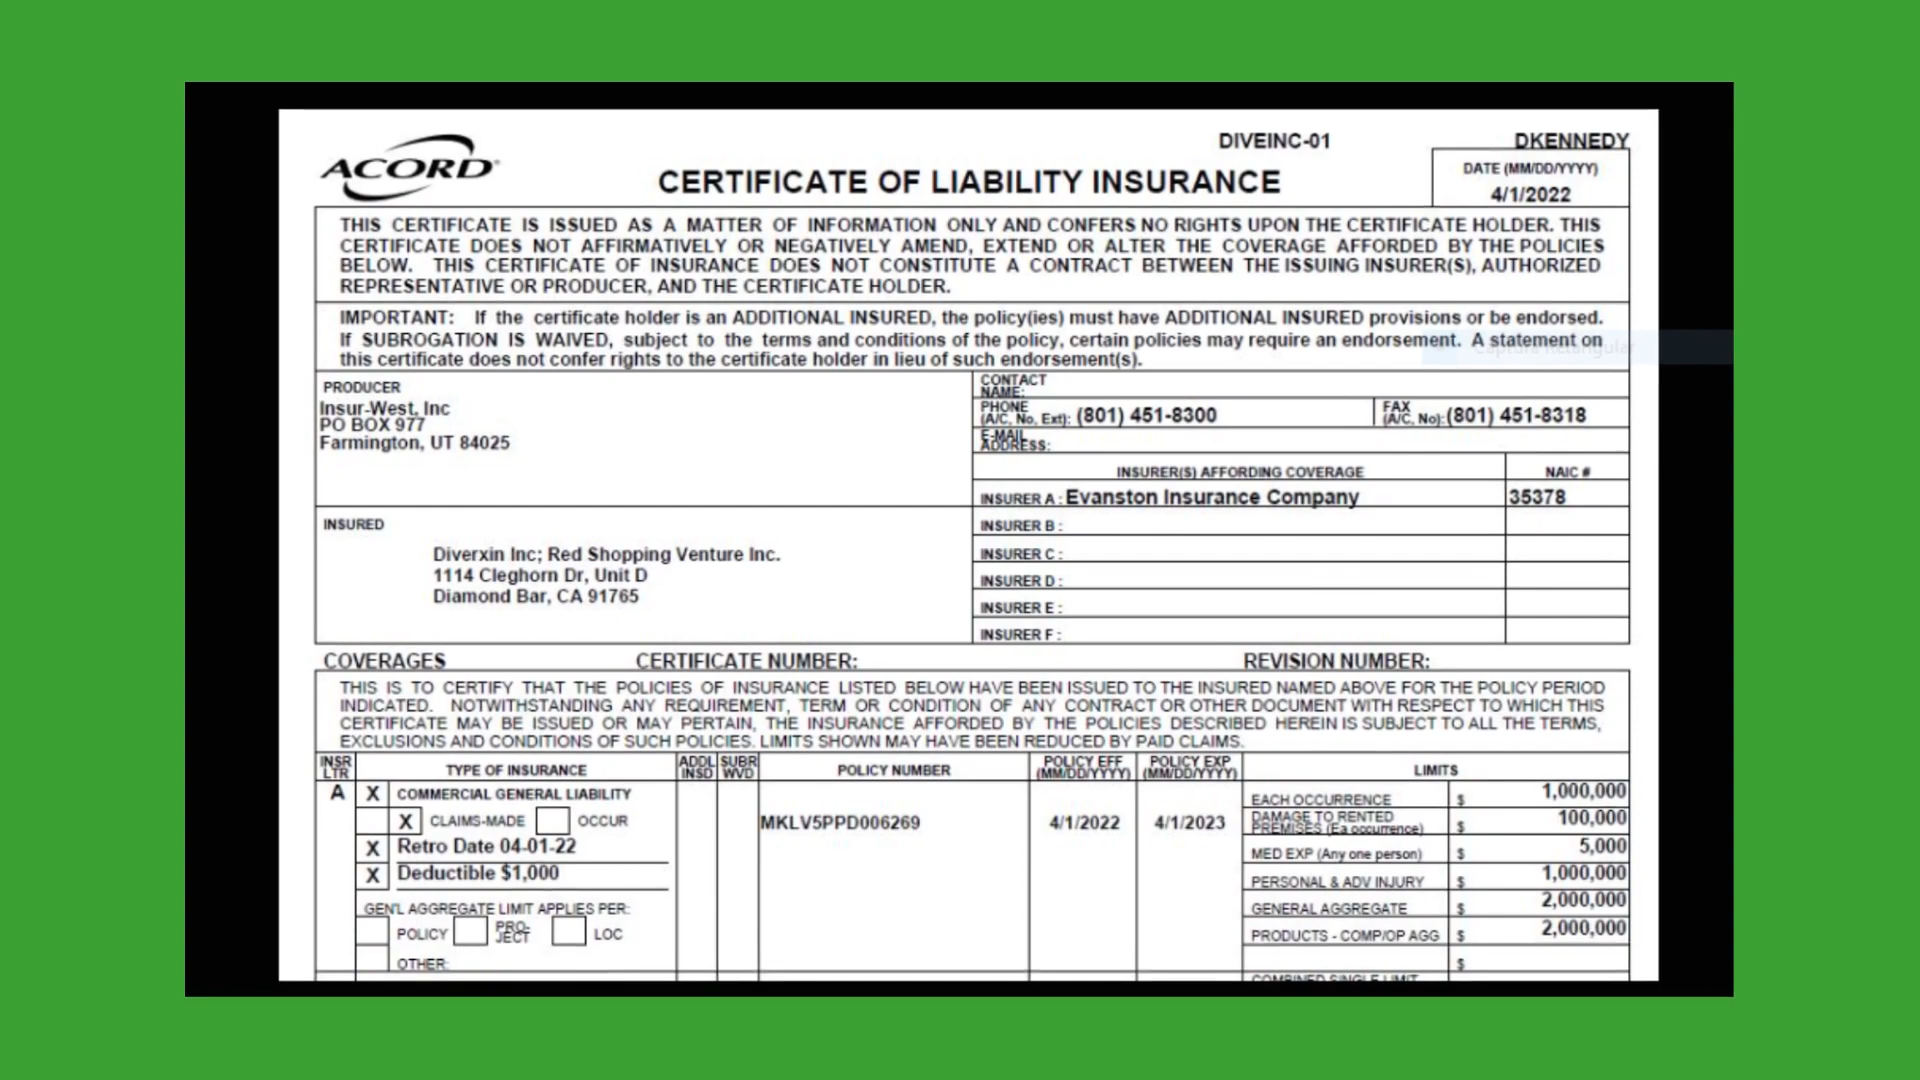 DIVEINC-01 DKENNEDY
ACORD®
CERTIFICATE OF LIABILITY INSURANCE
DATE (MM/DD/YYYY)
4/1/2022
THIS CERTIFICATE IS ISSUED AS A MATTER OF INFORMATION ONLY AND CONFERS NO RIGHTS UPON THE CERTIFICATE HOLDER. THIS
CERTIFICATE DOES NOT AFFIRMATIVELY OR NEGATIVELY AMEND, EXTEND OR ALTER THE COVERAGE AFFORDED BY THE POLICIES
BELOW. THIS CERTIFICATE OF INSURANCE DOES NOT CONSTITUTE A CONTRACT BETWEEN THE ISSUING INSURER(S), AUTHORIZED
REPRESENTATIVE OR PRODUCER, AND THE CERTIFICATE HOLDER.
IMPORTANT: If the certificate holder is an ADDITIONAL INSURED, the policy(ies) must have ADDITIONAL INSURED provisions or be endorsed.
If SUBROGATION IS WAIVED, subject to the terms and conditions of the policy, certain policies may require an endorsement. A statement on
this certificate does not confer rights to the certificate holder in lieu of such endorsement(s).
Captura Retangular
PRODUCER
Insur-West, Inc
PO BOX 977
Farmington, UT 84025
CONTACT
NAME:
PHONE
(A/C, No, Ext): (801) 451-8300
FAX
(A/C, No): (801) 451-8318
E-MAIL
ADDRESS:
INSURER(S) AFFORDING COVERAGE NAIC #
INSURER A : Evanston Insurance Company 35378
INSURED
Diverxin Inc; Red Shopping Venture Inc.
1114 Cleghorn Dr, Unit D
Diamond Bar, CA 91765
INSURER B :
INSURER C :
INSURER D :
INSURER E :
INSURER F :
COVERAGES CERTIFICATE NUMBER: REVISION NUMBER:
THIS IS TO CERTIFY THAT THE POLICIES OF INSURANCE LISTED BELOW HAVE BEEN ISSUED TO THE INSURED NAMED ABOVE FOR THE POLICY PERIOD
INDICATED. NOTWITHSTANDING ANY REQUIREMENT, TERM OR CONDITION OF ANY CONTRACT OR OTHER DOCUMENT WITH RESPECT TO WHICH THIS
CERTIFICATE MAY BE ISSUED OR MAY PERTAIN, THE INSURANCE AFFORDED BY THE POLICIES DESCRIBED HEREIN IS SUBJECT TO ALL THE TERMS,
EXCLUSIONS AND CONDITIONS OF SUCH POLICIES. LIMITS SHOWN MAY HAVE BEEN REDUCED BY PAID CLAIMS.
INSR
LTR
TYPE OF INSURANCE
ADDL
INSD
SUBR
WVD
POLICY NUMBER
POLICY EFF
(MM/DD/YYYY)
POLICY EXP
(MM/DD/YYYY)
LIMITS
A X COMMERCIAL GENERAL LIABILITY
X CLAIMS-MADE OCCUR
X Retro Date 04-01-22
X Deductible $1,000
GEN'L AGGREGATE LIMIT APPLIES PER:
POLICY PRO-
JECT LOC
OTHER:
MKLV5PPD006269 4/1/2022 4/1/2023
EACH OCCURRENCE $ 1,000,000
DAMAGE TO RENTED
PREMISES (Ea occurrence) $ 100,000
MED EXP (Any one person) $ 5,000
PERSONAL & ADV INJURY $ 1,000,000
GENERAL AGGREGATE $ 2,000,000
PRODUCTS - COMP/OP AGG $ 2,000,000
$
COMBINED SINGLE LIMIT